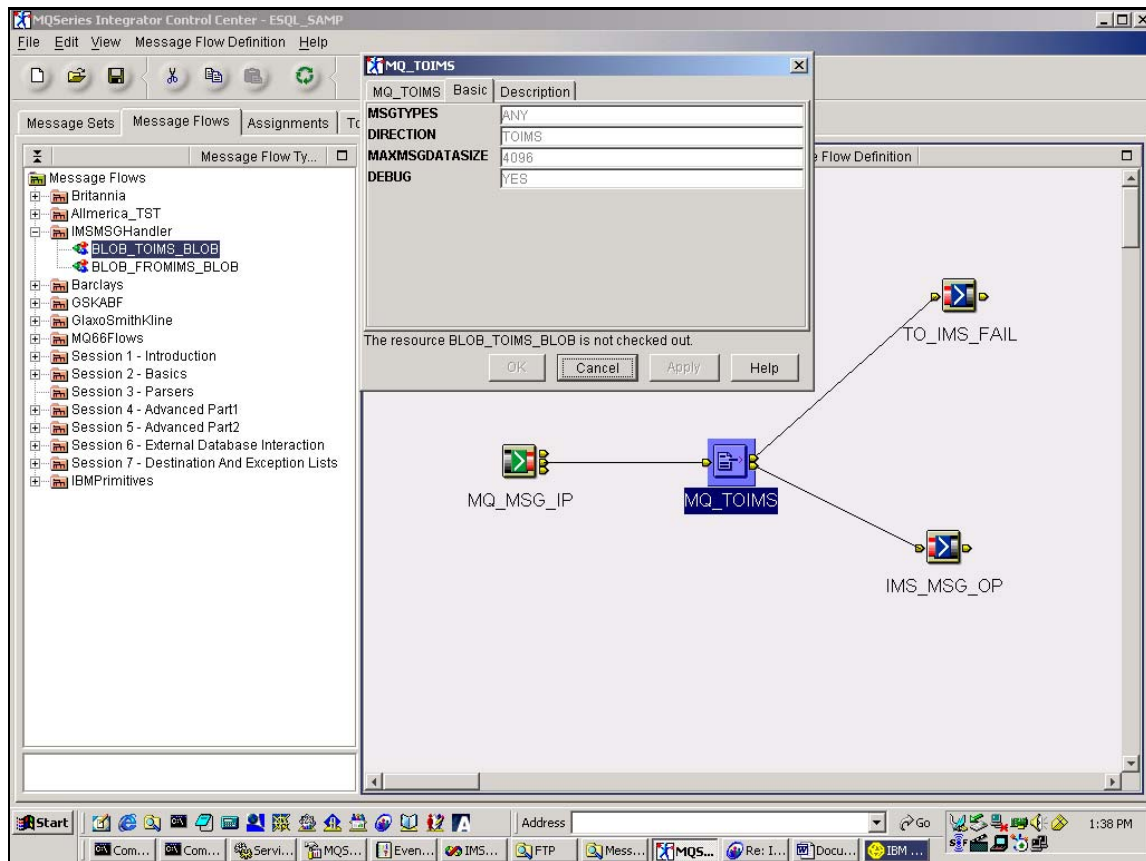 MQSeries Integrator Control Center - ESQL_SAMP
File Edit View Message Flow Definition Help
Message Sets
Message Flows
Assignments
To
Message Flow Ty...
Message Flows
Britannia
Allmerica_TST
IMSMSGHandler
BLOB_TOIMS_BLOB
BLOB_FROMIMS_BLOB
Barclays
GSKABF
GlaxoSmithKline
MQ66Flows
Session 1 - Introduction
Session 2 - Basics
Session 3 - Parsers
Session 4 - Advanced Part1
Session 5 - Advanced Part2
Session 6 - External Database Interaction
Session 7 - Destination And Exception Lists
IBMPrimitives
MQ_TOIMS
MQ_TOIMS Basic Description
MSGTYPES ANY
DIRECTION TOIMS
MAXMSGDATASIZE 4096
DEBUG YES
The resource BLOB_TOIMS_BLOB is not checked out.
OK Cancel Apply Help
Flow Definition
TO_IMS_FAIL
MQ_MSG_IP
MQ_TOIMS
IMS_MSG_OP
Start Address Go 1:38 PM
Com... Com... Servi... MQS... Even... IMS... FTP Mess... MQS... Re: I... Docu... IBM ...